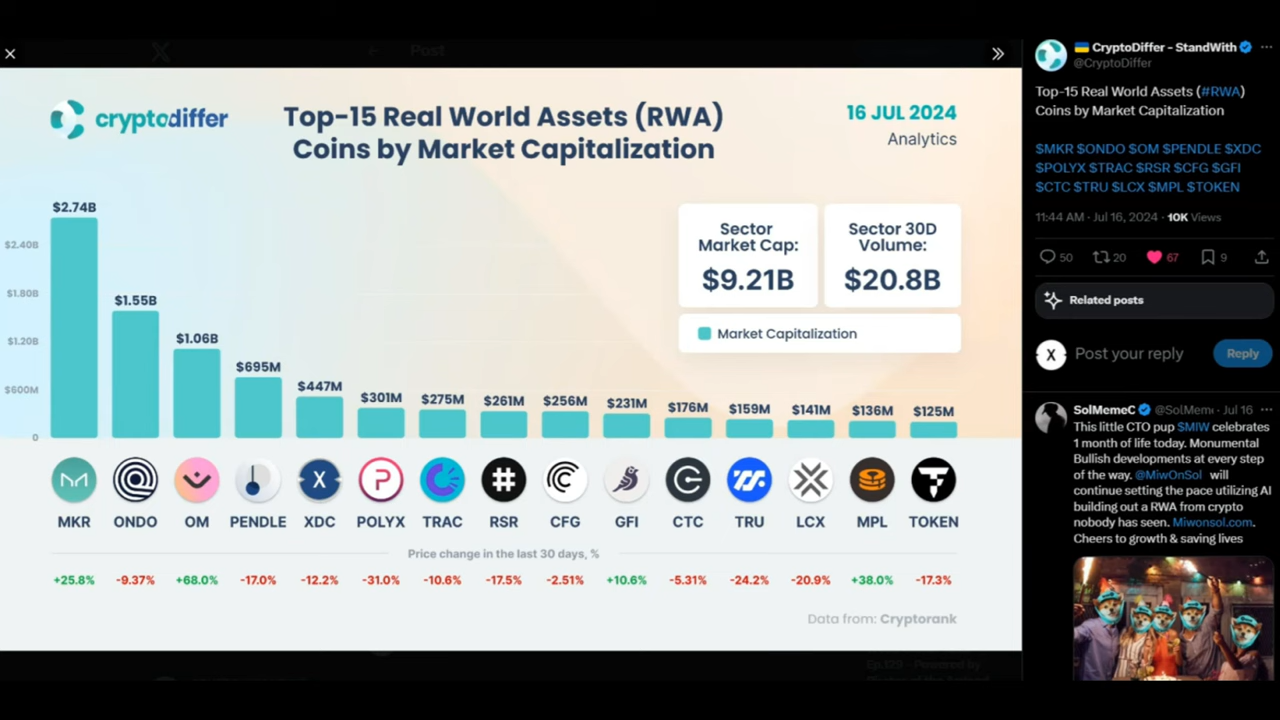 Post
cryptodiffer
Top-15 Real World Assets (RWA)
Coins by Market Capitalization
16 JUL 2024
Analytics
Sector
Market Cap:
$9.21B
Sector 30D
Volume:
$20.8B
Market Capitalization
$2.40B
$1.80B
$1.20B
$600M
0
$2.74B
$1.55B
$1.06B
$695M
$447M
$301M
$275M
$261M
$256M
$231M
$176M
$159M
$141M
$136M
$125M
MKR ONDO OM PENDLE XDC POLYX TRAC RSR CFG GFI CTC TRU LCX MPL TOKEN
Price change in the last 30 days, %
+25.8% -9.37% +68.0% -17.0% -12.2% -31.0% -10.6% -17.5% -2.51% +10.6% -5.31% -24.2% -20.9% +38.0% -17.3%
Data from: Cryptorank
CryptoDiffer - StandWith
@CryptoDiffer
Top-15 Real World Assets (#RWA)
Coins by Market Capitalization
$MKR $ONDO $OM $PENDLE $XDC
$POLYX $TRAC $RSR $CFG $GFI
$CTC $TRU $LCX $MPL $TOKEN
11:44 AM · Jul 16, 2024 · 10K Views
50 20 67 9
Related posts
Post your reply
Reply
SolMemeC @SolMem · Jul 16
This little CTO pup $MIW celebrates
1 month of life today. Monumental
Bullish developments at every step
of the way. @MiwOnSol will
continue setting the pace utilizing AI
building out a RWA from crypto
nobody has seen. Miwonsol.com.
Cheers to growth & saving lives